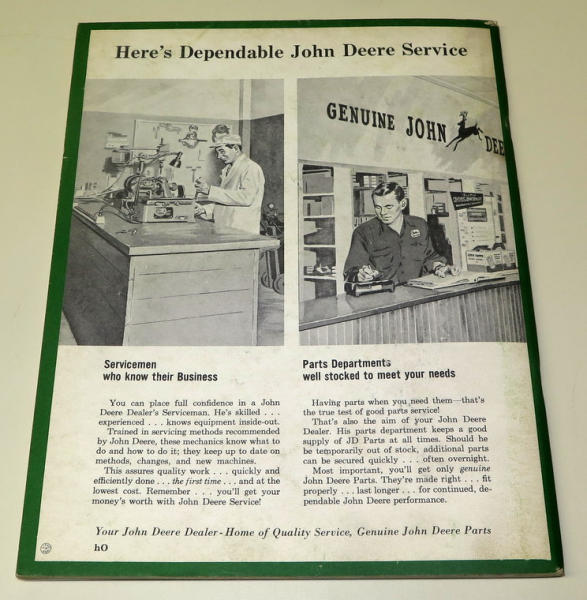 Here's Dependable John Deere Service
GENUINE JOHN DEE
Servicemen
who know their Business
You can place full confidence in a John
Deere Dealer's Serviceman. He's skilled . . .
experienced . . . knows equipment inside-out.
Trained in servicing methods recommended
by John Deere, these mechanics know what to
do and how to do it; they keep up to date on
methods, changes, and new machines.
This assures quality work . . . quickly and
efficiently done . . . the first time . . . and at the
lowest cost. Remember . . . you'll get your
money's worth with John Deere Service!
Parts Departments
well stocked to meet your needs
Having parts when you need them—that's
the true test of good parts service!
That's also the aim of your John Deere
Dealer. His parts department keeps a good
supply of JD Parts at all times. Should he
be temporarily out of stock, additional parts
can be secured quickly . . . often overnight.
Most important, you'll get only genuine
John Deere Parts. They're made right . . . fit
properly . . . last longer . . . for continued, de-
pendable John Deere performance.
Your John Deere Dealer-Home of Quality Service, Genuine John Deere Parts
hO